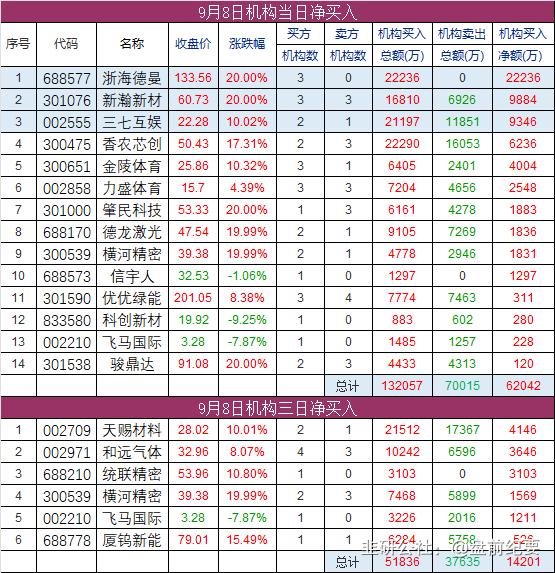 9月8日机构当日净买入
序号 代码 名称 收盘价 涨跌幅 买方机构数 卖方机构数 机构买入总额(万) 机构卖出总额(万) 机构买入净额(万)
1 688577 浙海德曼 133.56 20.00% 3 0 22236 0 22236
2 301076 新瀚新材 60.73 20.00% 3 3 16810 6926 9884
3 002555 三七互娱 22.28 10.02% 2 1 21197 11851 9346
4 300475 香农芯创 50.43 17.31% 2 3 22290 16053 6236
5 300651 金陵体育 25.86 10.32% 3 1 6405 2401 4004
6 002858 力盛体育 15.7 4.39% 3 3 7204 4656 2548
7 301000 肇民科技 53.33 20.00% 1 3 6161 4278 1883
8 688170 德龙激光 47.54 19.99% 2 1 9105 7269 1836
9 300539 横河精密 39.38 19.99% 2 1 4778 2946 1831
10 688573 信宇人 32.53 -1.06% 1 0 1297 0 1297
11 301590 优优绿能 201.05 8.38% 3 4 7774 7463 311
12 833580 科创新材 19.92 -9.25% 1 0 883 602 280
13 002210 飞马国际 3.28 -7.87% 1 0 1485 1257 228
14 301538 骏鼎达 91.08 20.00% 2 3 4433 4313 120
总计 132057 70015 62042
9月8日机构三日净买入
1 002709 天赐材料 28.02 10.01% 2 1 21512 17367 4146
2 002971 和远气体 32.96 8.07% 4 3 10242 6596 3646
3 688210 统联精密 53.96 10.80% 1 0 3103 0 3103
4 300539 横河精密 39.38 19.99% 2 3 7468 5899 1569
5 002210 飞马国际 3.28 -7.87% 1 0 3226 2016 1211
6 688778 厦钨新能 79.01 15.49% 1 1 6284 5758 526
总计 51836 37635 14201
韭研公社：@盘前纪要